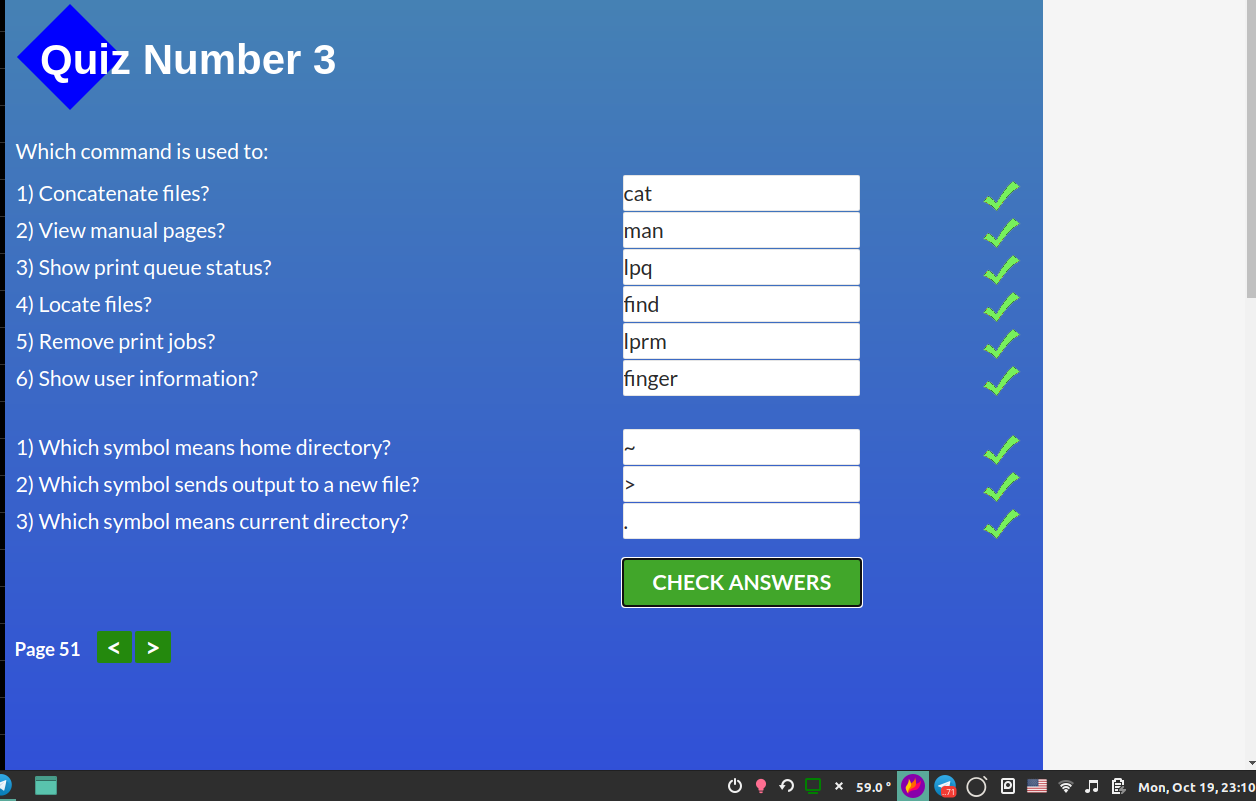 Quiz Number 3
Which command is used to:
1) Concatenate files? cat
2) View manual pages? man
3) Show print queue status? lpq
4) Locate files? find
5) Remove print jobs? lprm
6) Show user information? finger
1) Which symbol means home directory? ~
2) Which symbol sends output to a new file? >
3) Which symbol means current directory? .
CHECK ANSWERS
Page 51 < >
59.0 ° 71 Mon, Oct 19, 23:10